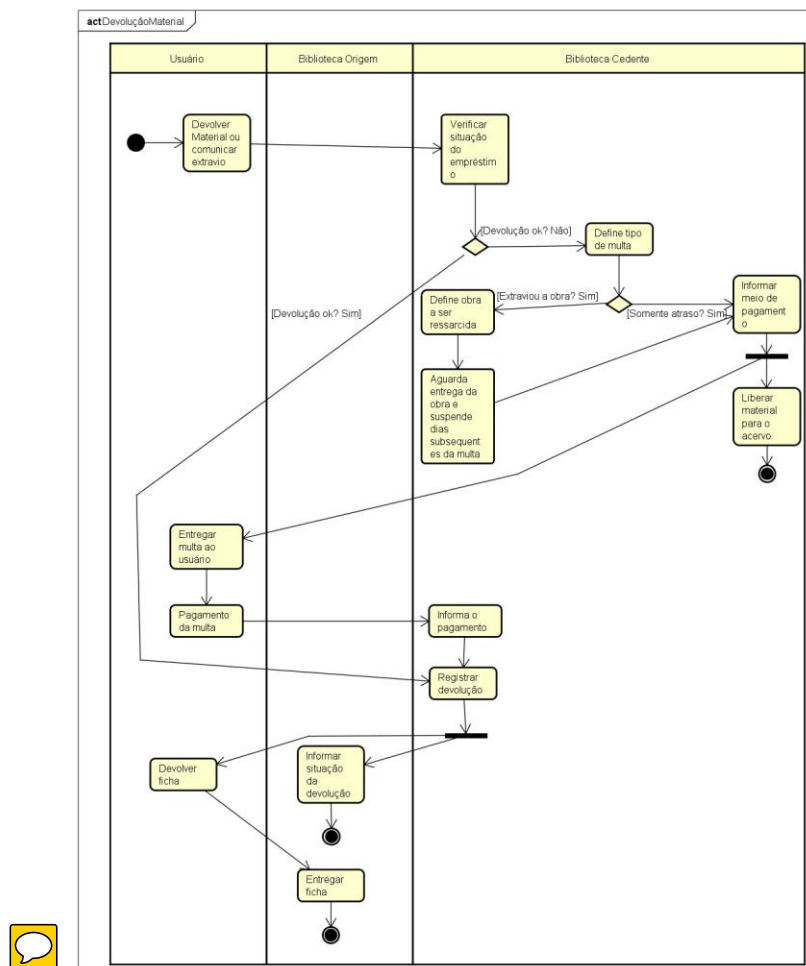 actDevoluçãoMaterial
Usuário
Biblioteca Origem
Biblioteca Cedente
Devolver
Material ou
comunicar
extravio
Verificar
situação
do
empréstim
o
[Devolução ok? Não]
Define tipo
de multa
[Devolução ok? Sim]
Define obra
a ser
ressarcida
[Extraviou a obra? Sim]
[Somente atraso? Sim]
Informar
meio de
pagament
o
Aguarda
entrega da
obra e
suspende
dias
subsequent
es da multa
Liberar
material
para o
acervo
Entregar
multa ao
usuário
Pagamento
da multa
Informa o
pagamento
Registrar
devolução
Devolver
ficha
Informar
situação
da
devolução
Entregar
ficha